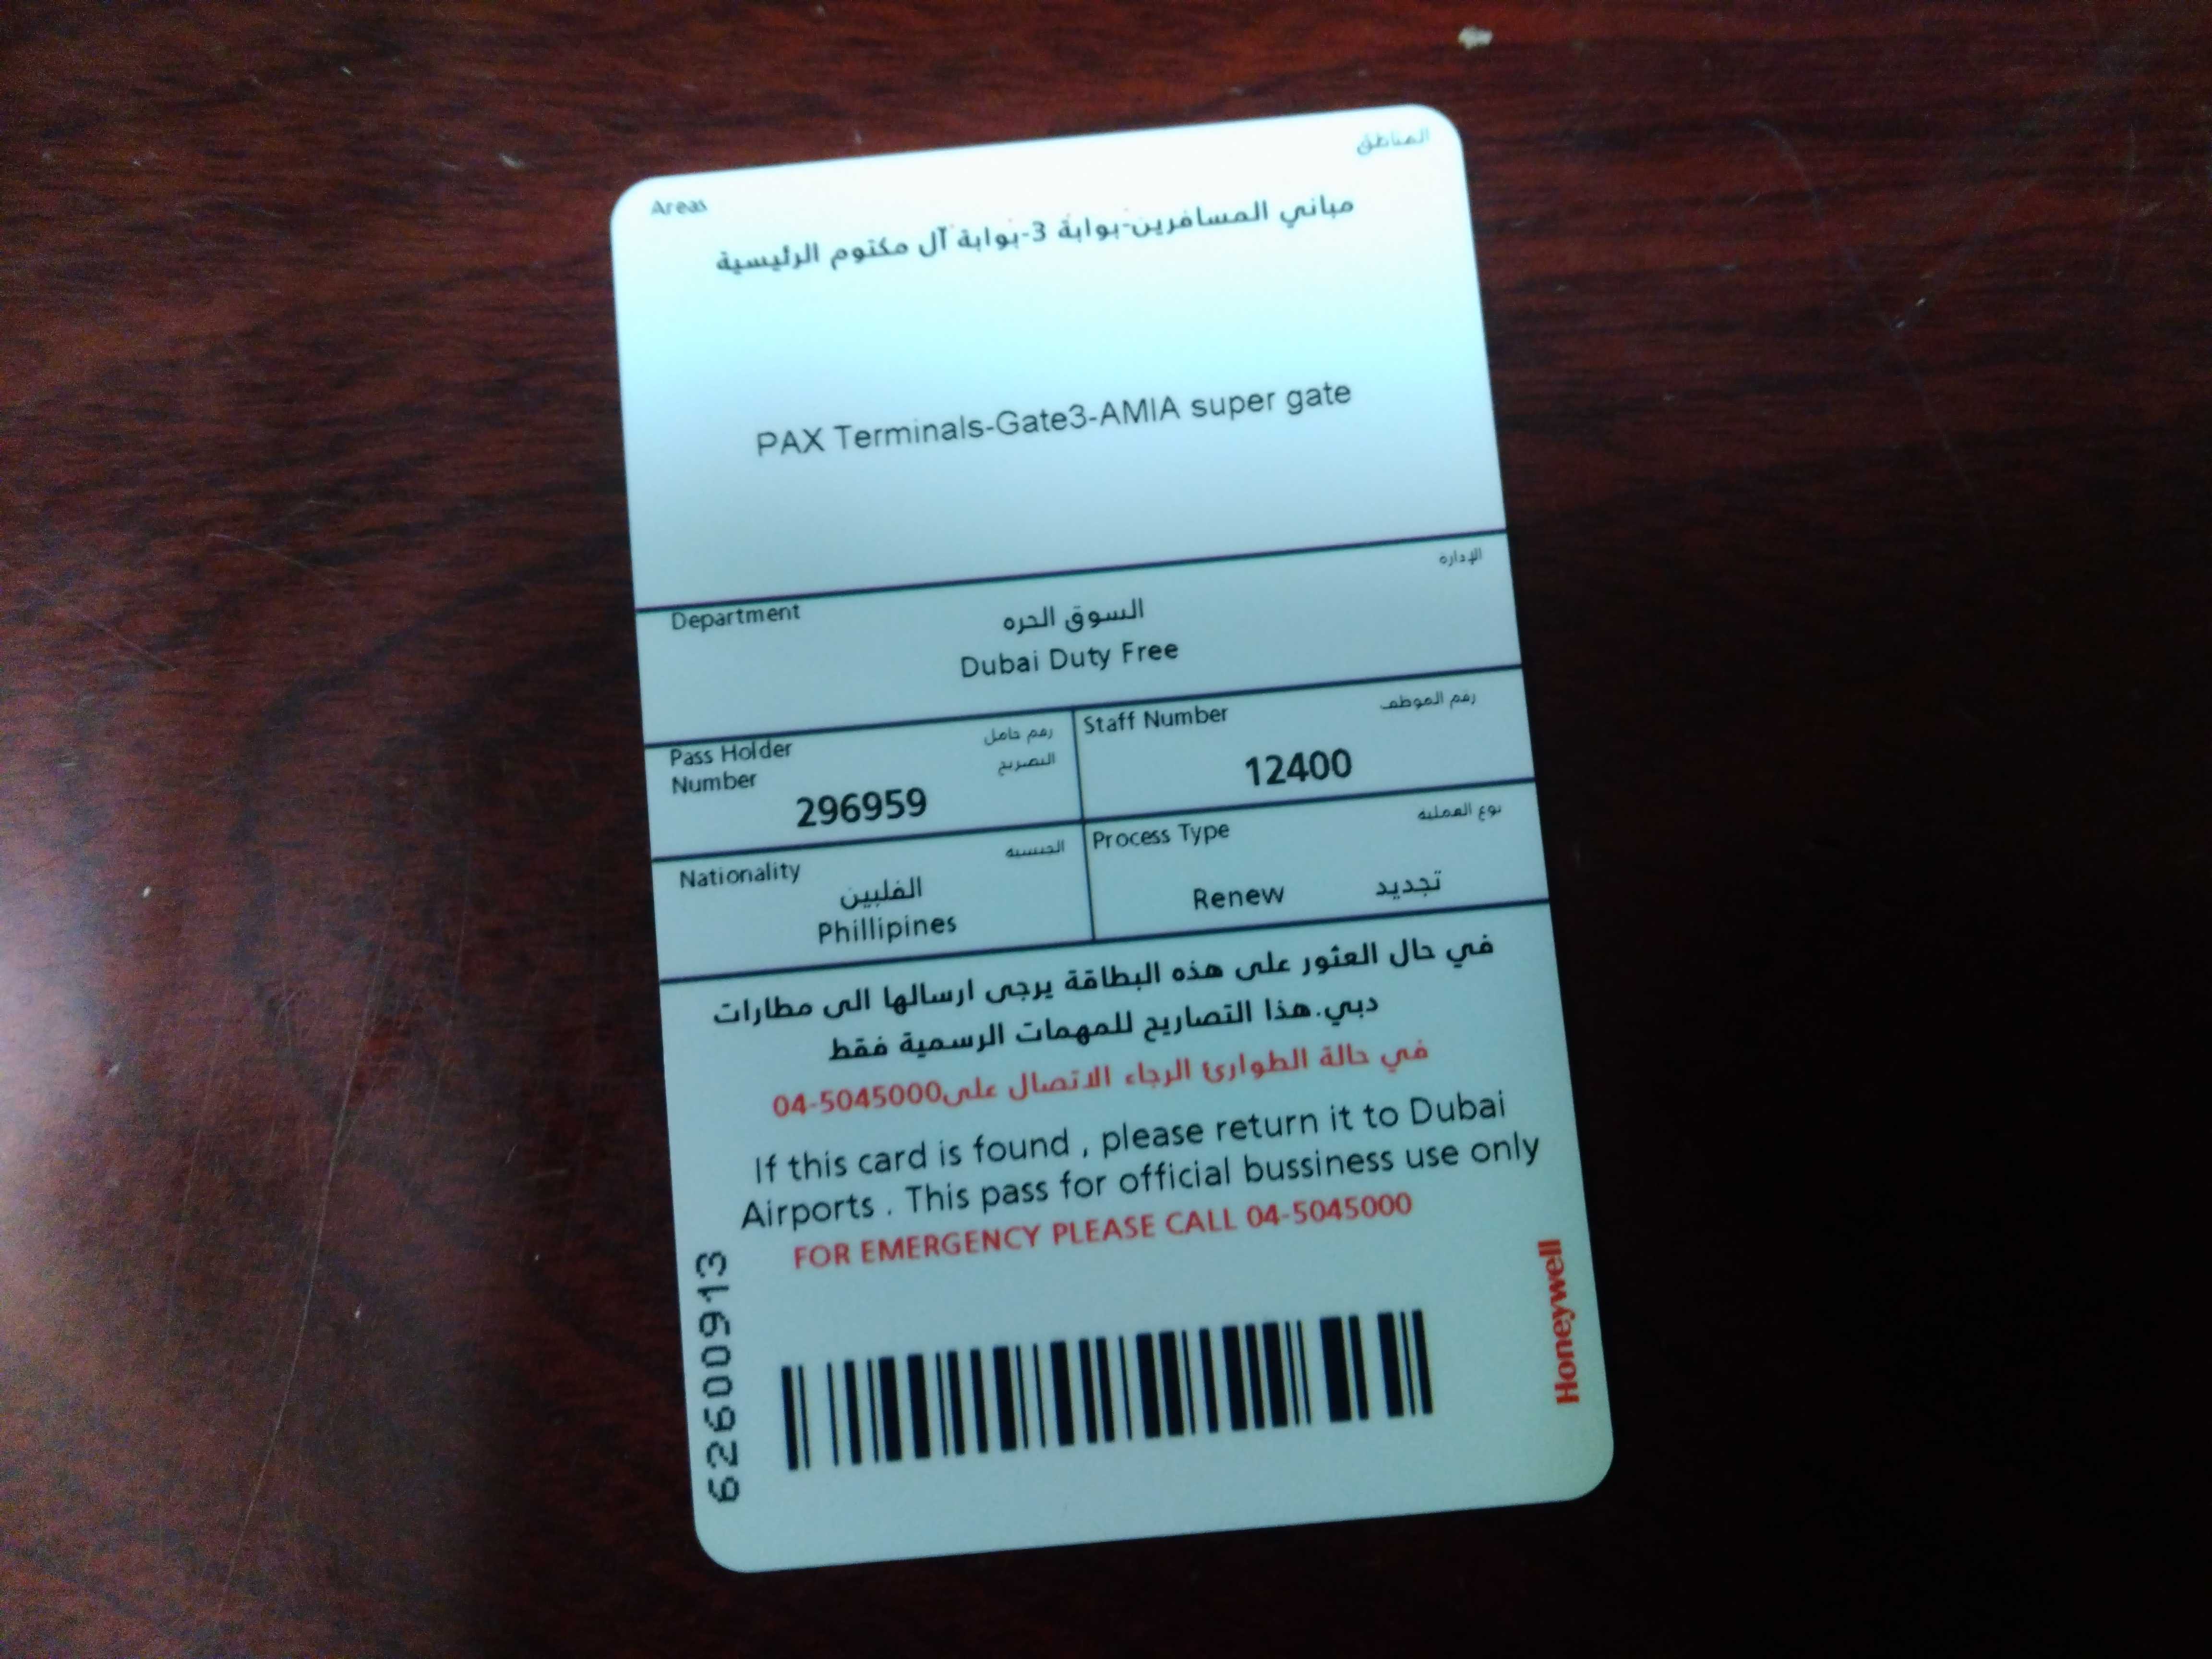 Areas المناطق
مباني المسافرين-بوابة 3-بوابة آل مكتوم الرئيسية
PAX Terminals-Gate3-AMIA super gate
Department الإدارة
السوق الحره
Dubai Duty Free
Pass Holder Number رقم حامل التصريح
296959
Staff Number رقم الموظف
12400
Nationality الجنسية
الفلبين
Phillipines
Process Type نوع العملية
Renew تجديد
في حال العثور على هذه البطاقة يرجى ارسالها الى مطارات
دبي.هذا التصاريح للمهمات الرسمية فقط
في حالة الطوارئ الرجاء الاتصال على04-5045000
If this card is found , please return it to Dubai
Airports . This pass for official bussiness use only
FOR EMERGENCY PLEASE CALL 04-5045000
62600913
Honeywell